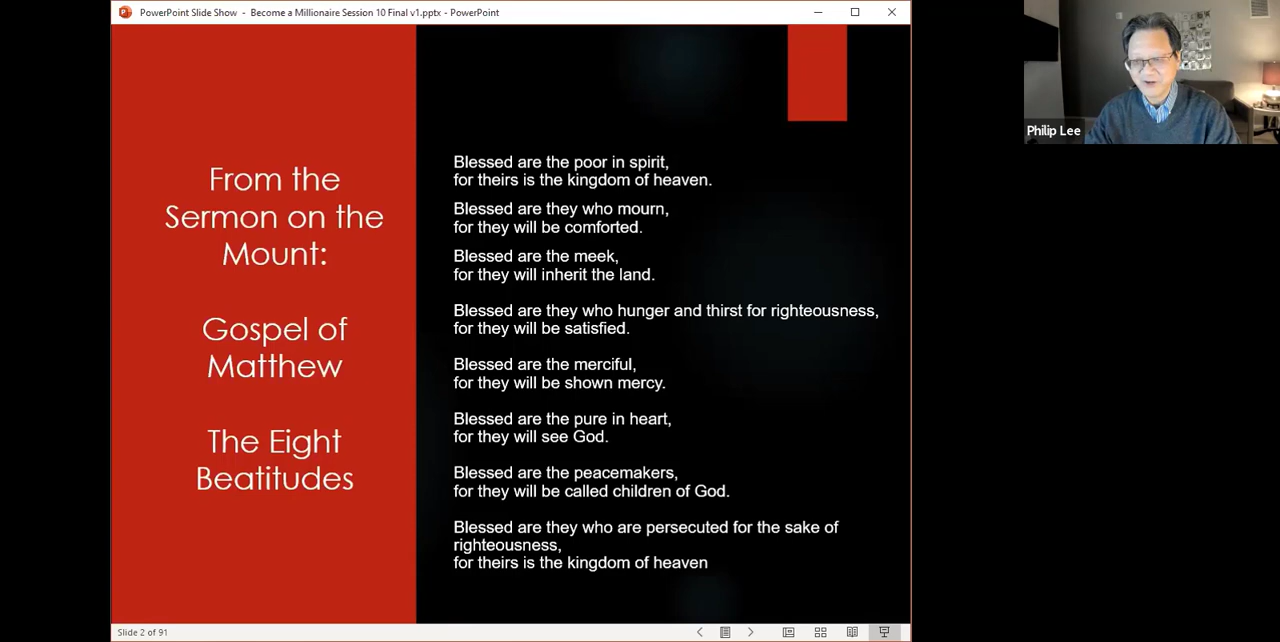 PowerPoint Slide Show - Become a Millionaire Session 10 Final v1.pptx - PowerPoint
From the
Sermon on the
Mount:
Gospel of
Matthew
The Eight
Beatitudes
Blessed are the poor in spirit,
for theirs is the kingdom of heaven.
Blessed are they who mourn,
for they will be comforted.
Blessed are the meek,
for they will inherit the land.
Blessed are they who hunger and thirst for righteousness,
for they will be satisfied.
Blessed are the merciful,
for they will be shown mercy.
Blessed are the pure in heart,
for they will see God.
Blessed are the peacemakers,
for they will be called children of God.
Blessed are they who are persecuted for the sake of
righteousness,
for theirs is the kingdom of heaven
Slide 2 of 91
Philip Lee